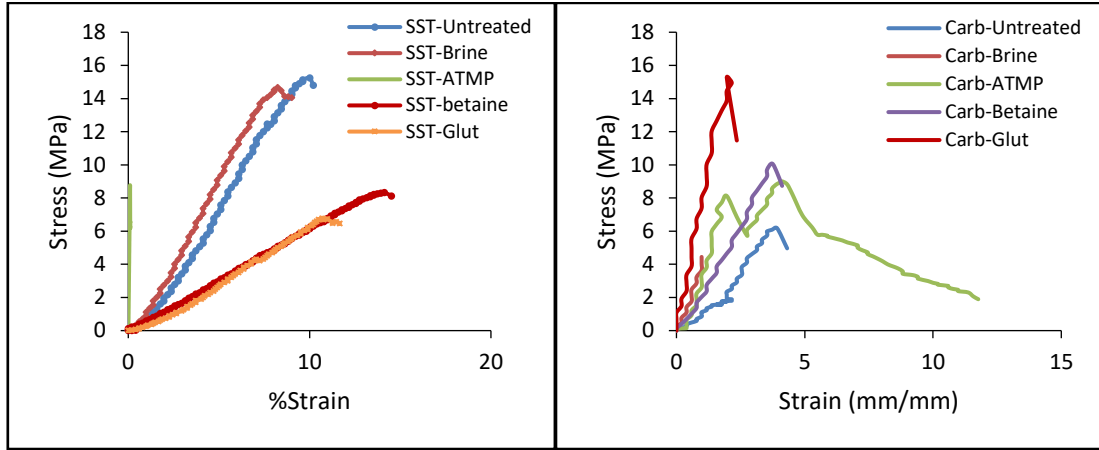 18
16
14
12
10
8
6
4
2
0
Stress (MPa)
0
10
20
%Strain
SST-Untreated
SST-Brine
SST-ATMP
SST-betaine
SST-Glut
18
16
14
12
10
8
6
4
2
0
Stress (MPa)
0
5
10
15
Strain (mm/mm)
Carb-Untreated
Carb-Brine
Carb-ATMP
Carb-Betaine
Carb-Glut